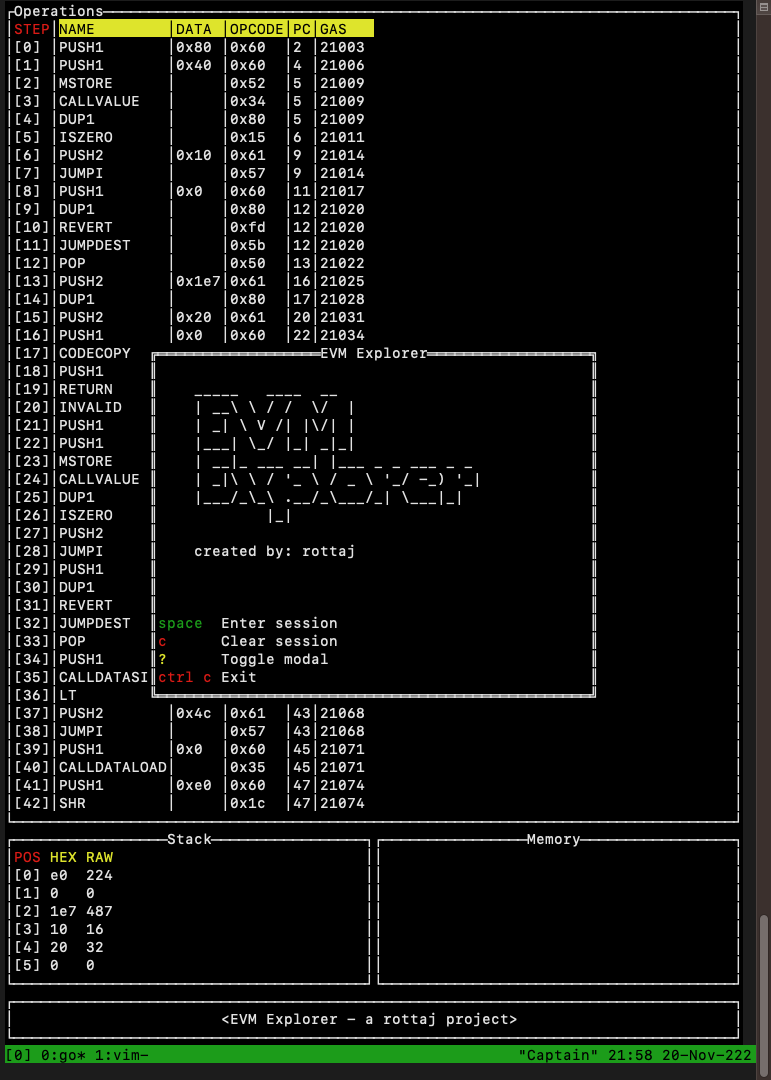 Operations
STEP NAME DATA OPCODE PC GAS
[0] PUSH1 0x80 0x60 2 21003
[1] PUSH1 0x40 0x60 4 21006
[2] MSTORE 0x52 5 21009
[3] CALLVALUE 0x34 5 21009
[4] DUP1 0x80 5 21009
[5] ISZERO 0x15 6 21011
[6] PUSH2 0x10 0x61 9 21014
[7] JUMPI 0x57 9 21014
[8] PUSH1 0x0 0x60 11 21017
[9] DUP1 0x80 12 21020
[10] REVERT 0xfd 12 21020
[11] JUMPDEST 0x5b 12 21020
[12] POP 0x50 13 21022
[13] PUSH2 0x1e7 0x61 16 21025
[14] DUP1 0x80 17 21028
[15] PUSH2 0x20 0x61 20 21031
[16] PUSH1 0x0 0x60 22 21034
[17] CODECOPY
[18] PUSH1
[19] RETURN
[20] INVALID
[21] PUSH1
[22] PUSH1
[23] MSTORE
[24] CALLVALUE
[25] DUP1
[26] ISZERO
[27] PUSH2
[28] JUMPI
[29] PUSH1
[30] DUP1
[31] REVERT
[32] JUMPDEST
[33] POP
[34] PUSH1
[35] CALLDATASI
[36] LT
[37] PUSH2 0x4c 0x61 43 21068
[38] JUMPI 0x57 43 21068
[39] PUSH1 0x0 0x60 45 21071
[40] CALLDATALOAD 0x35 45 21071
[41] PUSH1 0xe0 0x60 47 21074
[42] SHR 0x1c 47 21074
EVM Explorer
EVM
Explorer
created by: rottaj
space Enter session
c Clear session
? Toggle modal
ctrl c Exit
Stack
POS HEX RAW
[0] e0 224
[1] 0 0
[2] 1e7 487
[3] 10 16
[4] 20 32
[5] 0 0
Memory
<EVM Explorer – a rottaj project>
[0] 0:go* 1:vim- "Captain" 21:58 20-Nov-222